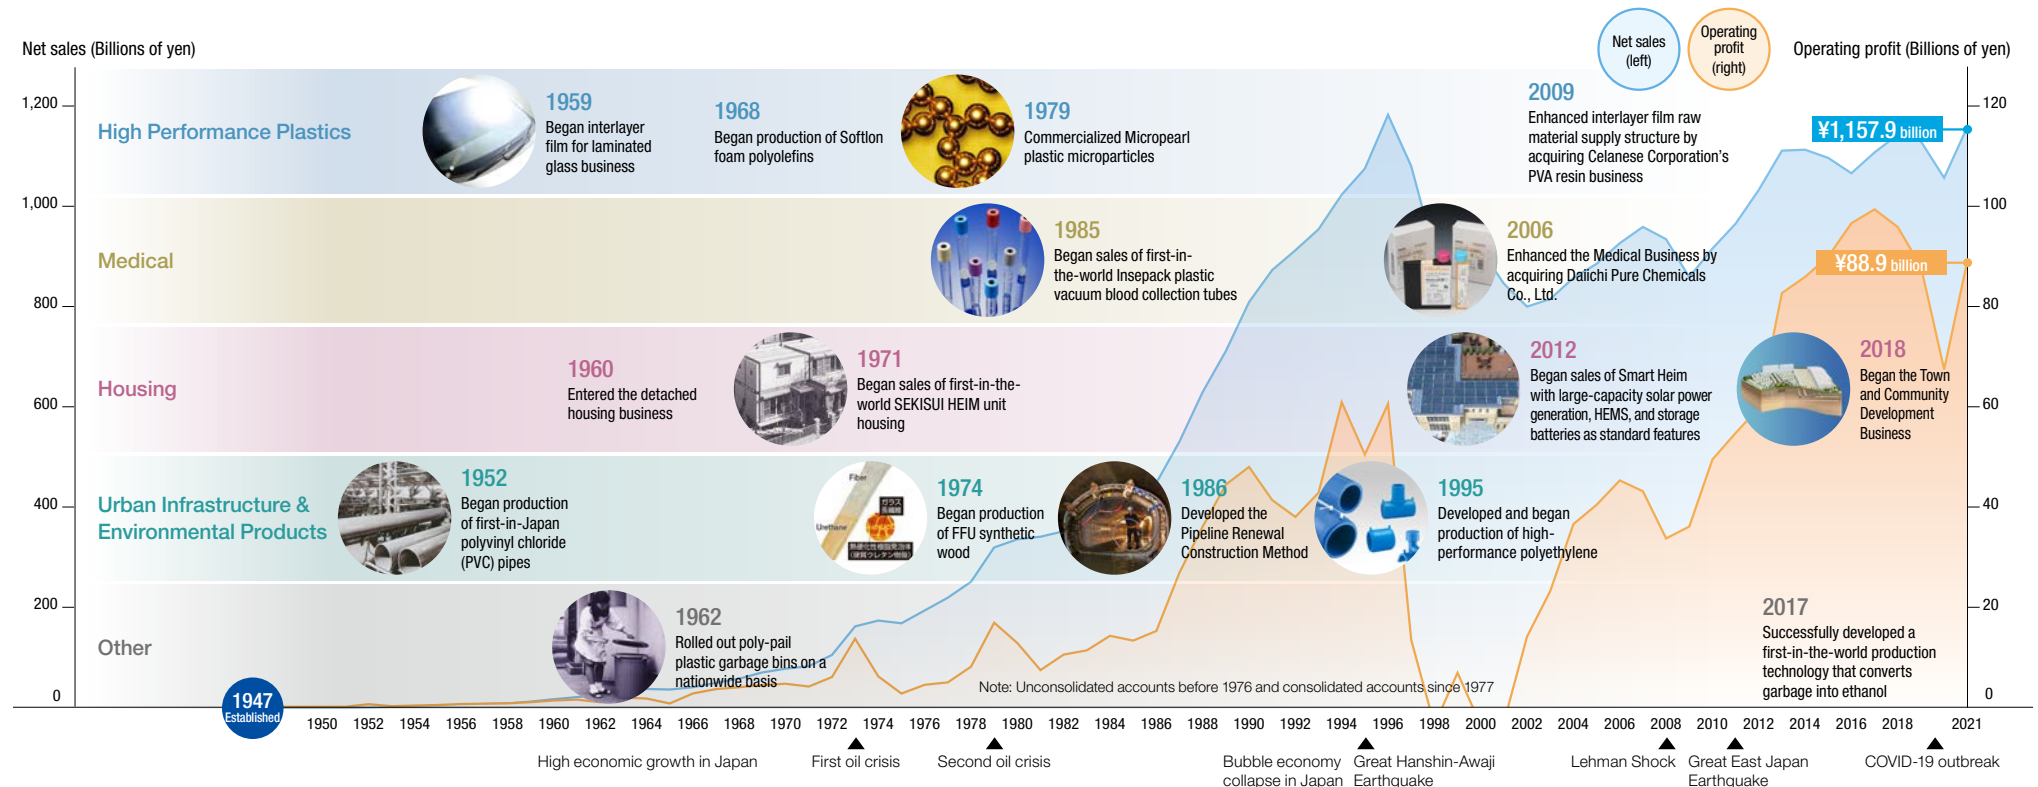 Net sales (Billions of yen)
Net sales
(left)
Operating
profit
(right)
Operating profit (Billions of yen)
1,200
1,000
800
600
400
200
0
120
100
80
60
40
20
0
High Performance Plastics
1959
Began interlayer
film for laminated
glass business
1968
Began production of Softlon
foam polyolefins
1979
Commercialized Micropearl
plastic microparticles
2009
Enhanced interlayer film raw
material supply structure by
acquiring Celanese Corporation's
PVA resin business
¥1,157.9 billion
Medical
1985
Began sales of first-in-
the-world Insepack plastic
vacuum blood collection tubes
2006
Enhanced the Medical Business by
acquiring Daiichi Pure Chemicals
Co., Ltd.
¥88.9 billion
Housing
1960
Entered the detached
housing business
1971
Began sales of first-in-the-
world SEKISUI HEIM unit
housing
2012
Began sales of Smart Heim
with large-capacity solar power
generation, HEMS, and storage
batteries as standard features
2018
Began the Town
and Community
Development
Business
Urban Infrastructure &
Environmental Products
1952
Began production
of first-in-Japan
polyvinyl chloride
(PVC) pipes
Fiber
Urethane
1974
Began production
of FFU synthetic
wood
1986
Developed the
Pipeline Renewal
Construction Method
1995
Developed and began
production of high-
performance polyethylene
Other
1962
Rolled out poly-pail
plastic garbage bins on a
nationwide basis
2017
Successfully developed a
first-in-the-world production
technology that converts
garbage into ethanol
Note: Unconsolidated accounts before 1976 and consolidated accounts since 1977
1947
Established
1950 1952 1954 1956 1958 1960 1962 1964 1966 1968 1970 1972 1974 1976 1978 1980 1982 1984 1986 1988 1990 1992 1994 1996 1998 2000 2002 2004 2006 2008 2010 2012 2014 2016 2018 2021
High economic growth in Japan
First oil crisis
Second oil crisis
Bubble economy
collapse in Japan
Great Hanshin-Awaji
Earthquake
Lehman Shock
Great East Japan
Earthquake
COVID-19 outbreak